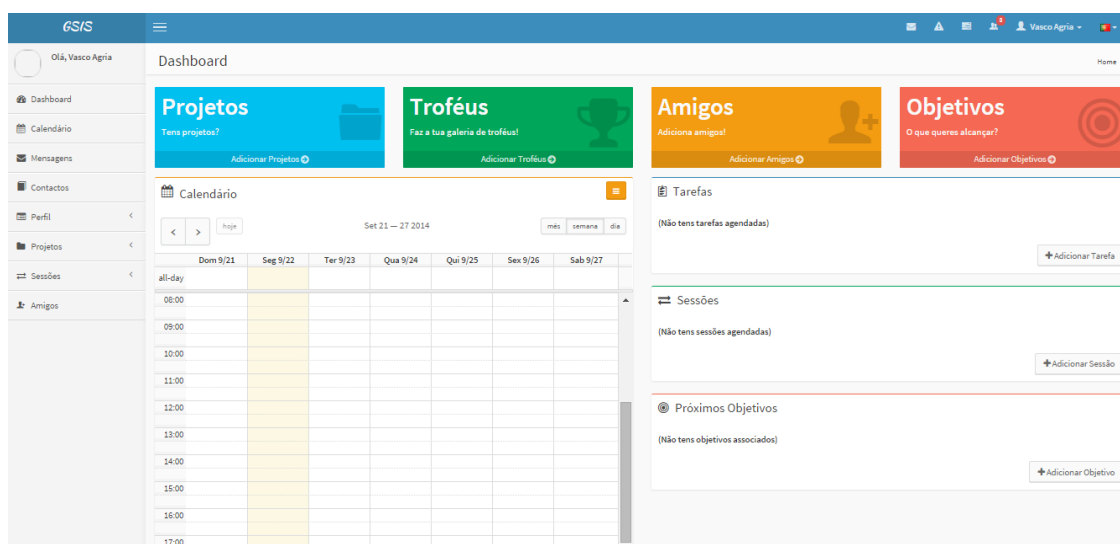 GSIS
3
Vasco Agria
Olá, Vasco Agria
Dashboard
Home
Dashboard
Calendário
Mensagens
Contactos
Perfil
Projetos
Sessões
Amigos
Projetos
Tens projetos?
Adicionar Projetos
Troféus
Faz a tua galeria de troféus!
Adicionar Troféus
Amigos
Adiciona amigos!
Adicionar Amigos
Objetivos
O que queres alcançar?
Adicionar Objetivos
Calendário
hoje
Set 21 — 27 2014
mês semana dia
Dom 9/21 Seg 9/22 Ter 9/23 Qua 9/24 Qui 9/25 Sex 9/26 Sab 9/27
all-day
08:00
09:00
10:00
11:00
12:00
13:00
14:00
15:00
16:00
17:00
Tarefas
(Não tens tarefas agendadas)
+Adicionar Tarefa
Sessões
(Não tens sessões agendadas)
+Adicionar Sessão
Próximos Objetivos
(Não tens objetivos associados)
+Adicionar Objetivo